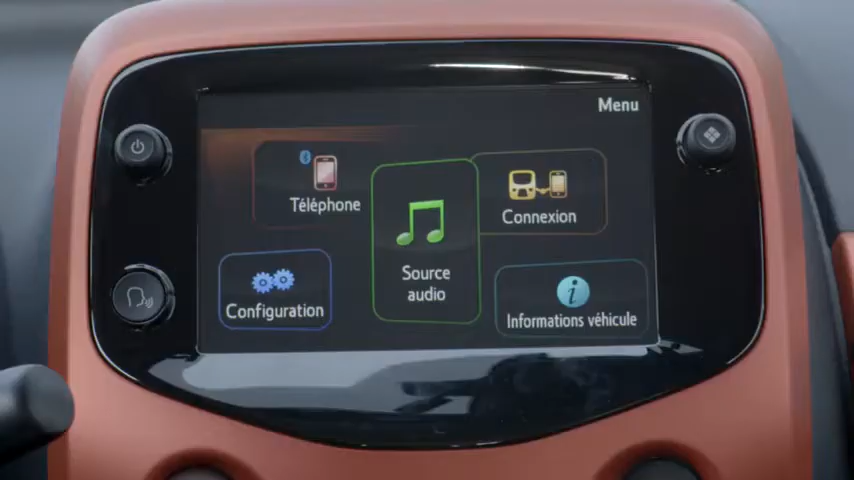 Menu
Téléphone
Connexion
Source
audio
Configuration
Informations véhicule